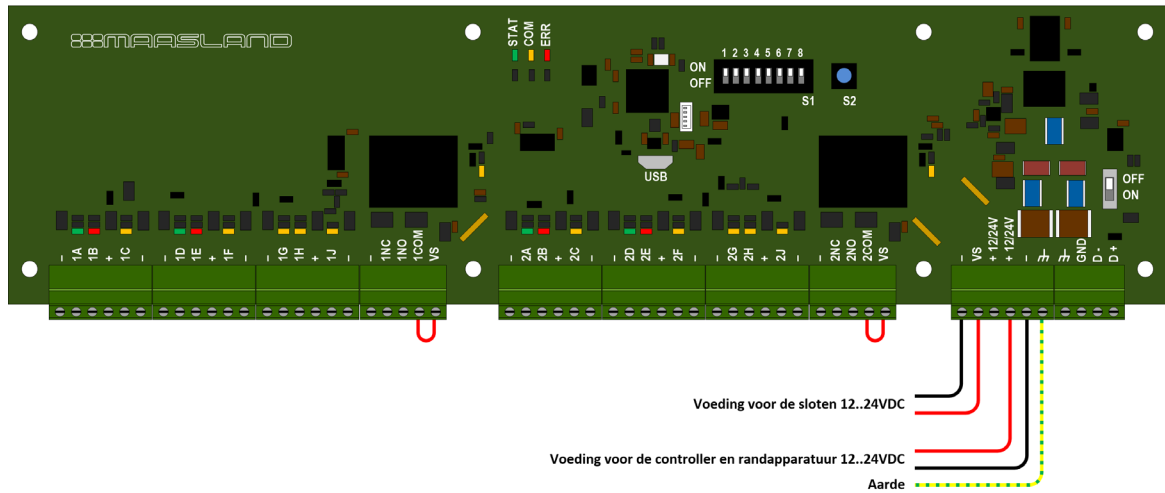 MAASLAND
STAT
COM
ERR
1 2 3 4 5 6 7 8
ON
OFF
S1
S2
USB
OFF
ON
- 1A 1B + 1C -
- 1D 1E + 1F -
- 1G 1H + 1J -
- 1NC 1NO 1COM VS
- 2A 2B + 2C -
- 2D 2E + 2F -
- 2G 2H + 2J -
- 2NC 2NO 2COM VS
- VS + 12/24V + 12/24V -
GND D - D +
Voeding voor de sloten 12..24VDC
Voeding voor de controller en randapparatuur 12..24VDC
Aarde